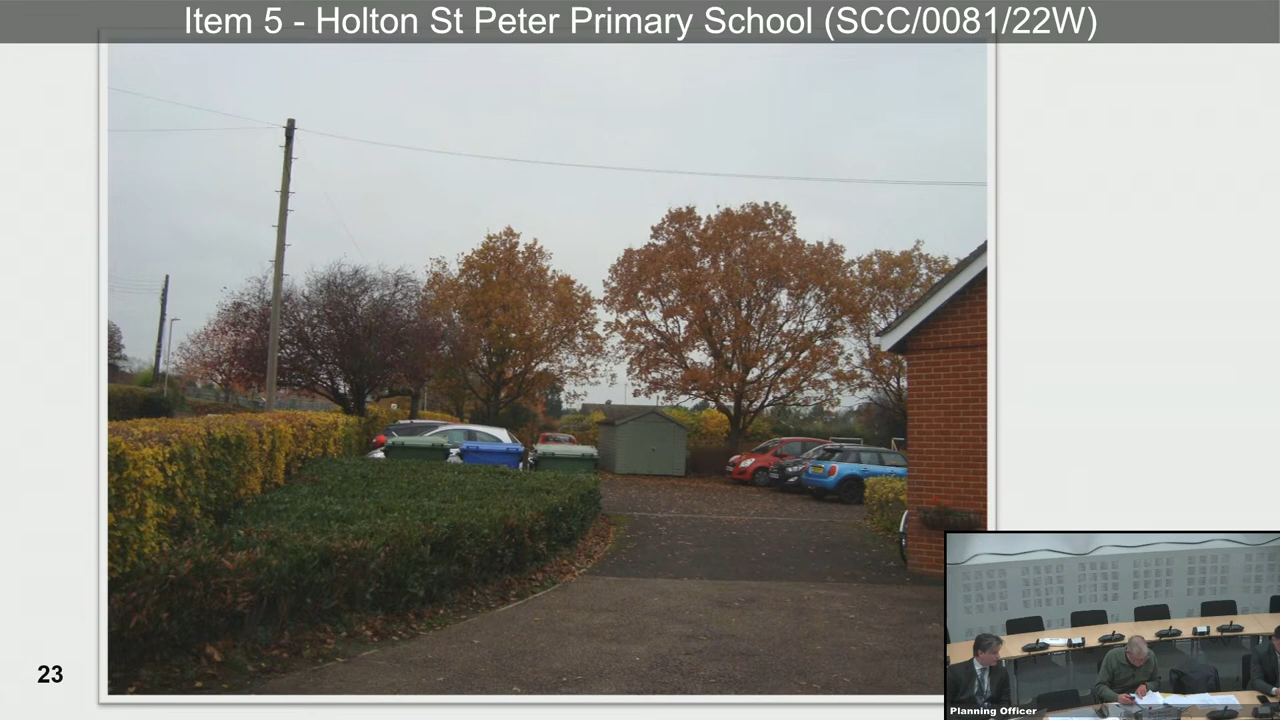 Item 5 - Holton St Peter Primary School (SCC/0081/22W)
23
Planning Officer